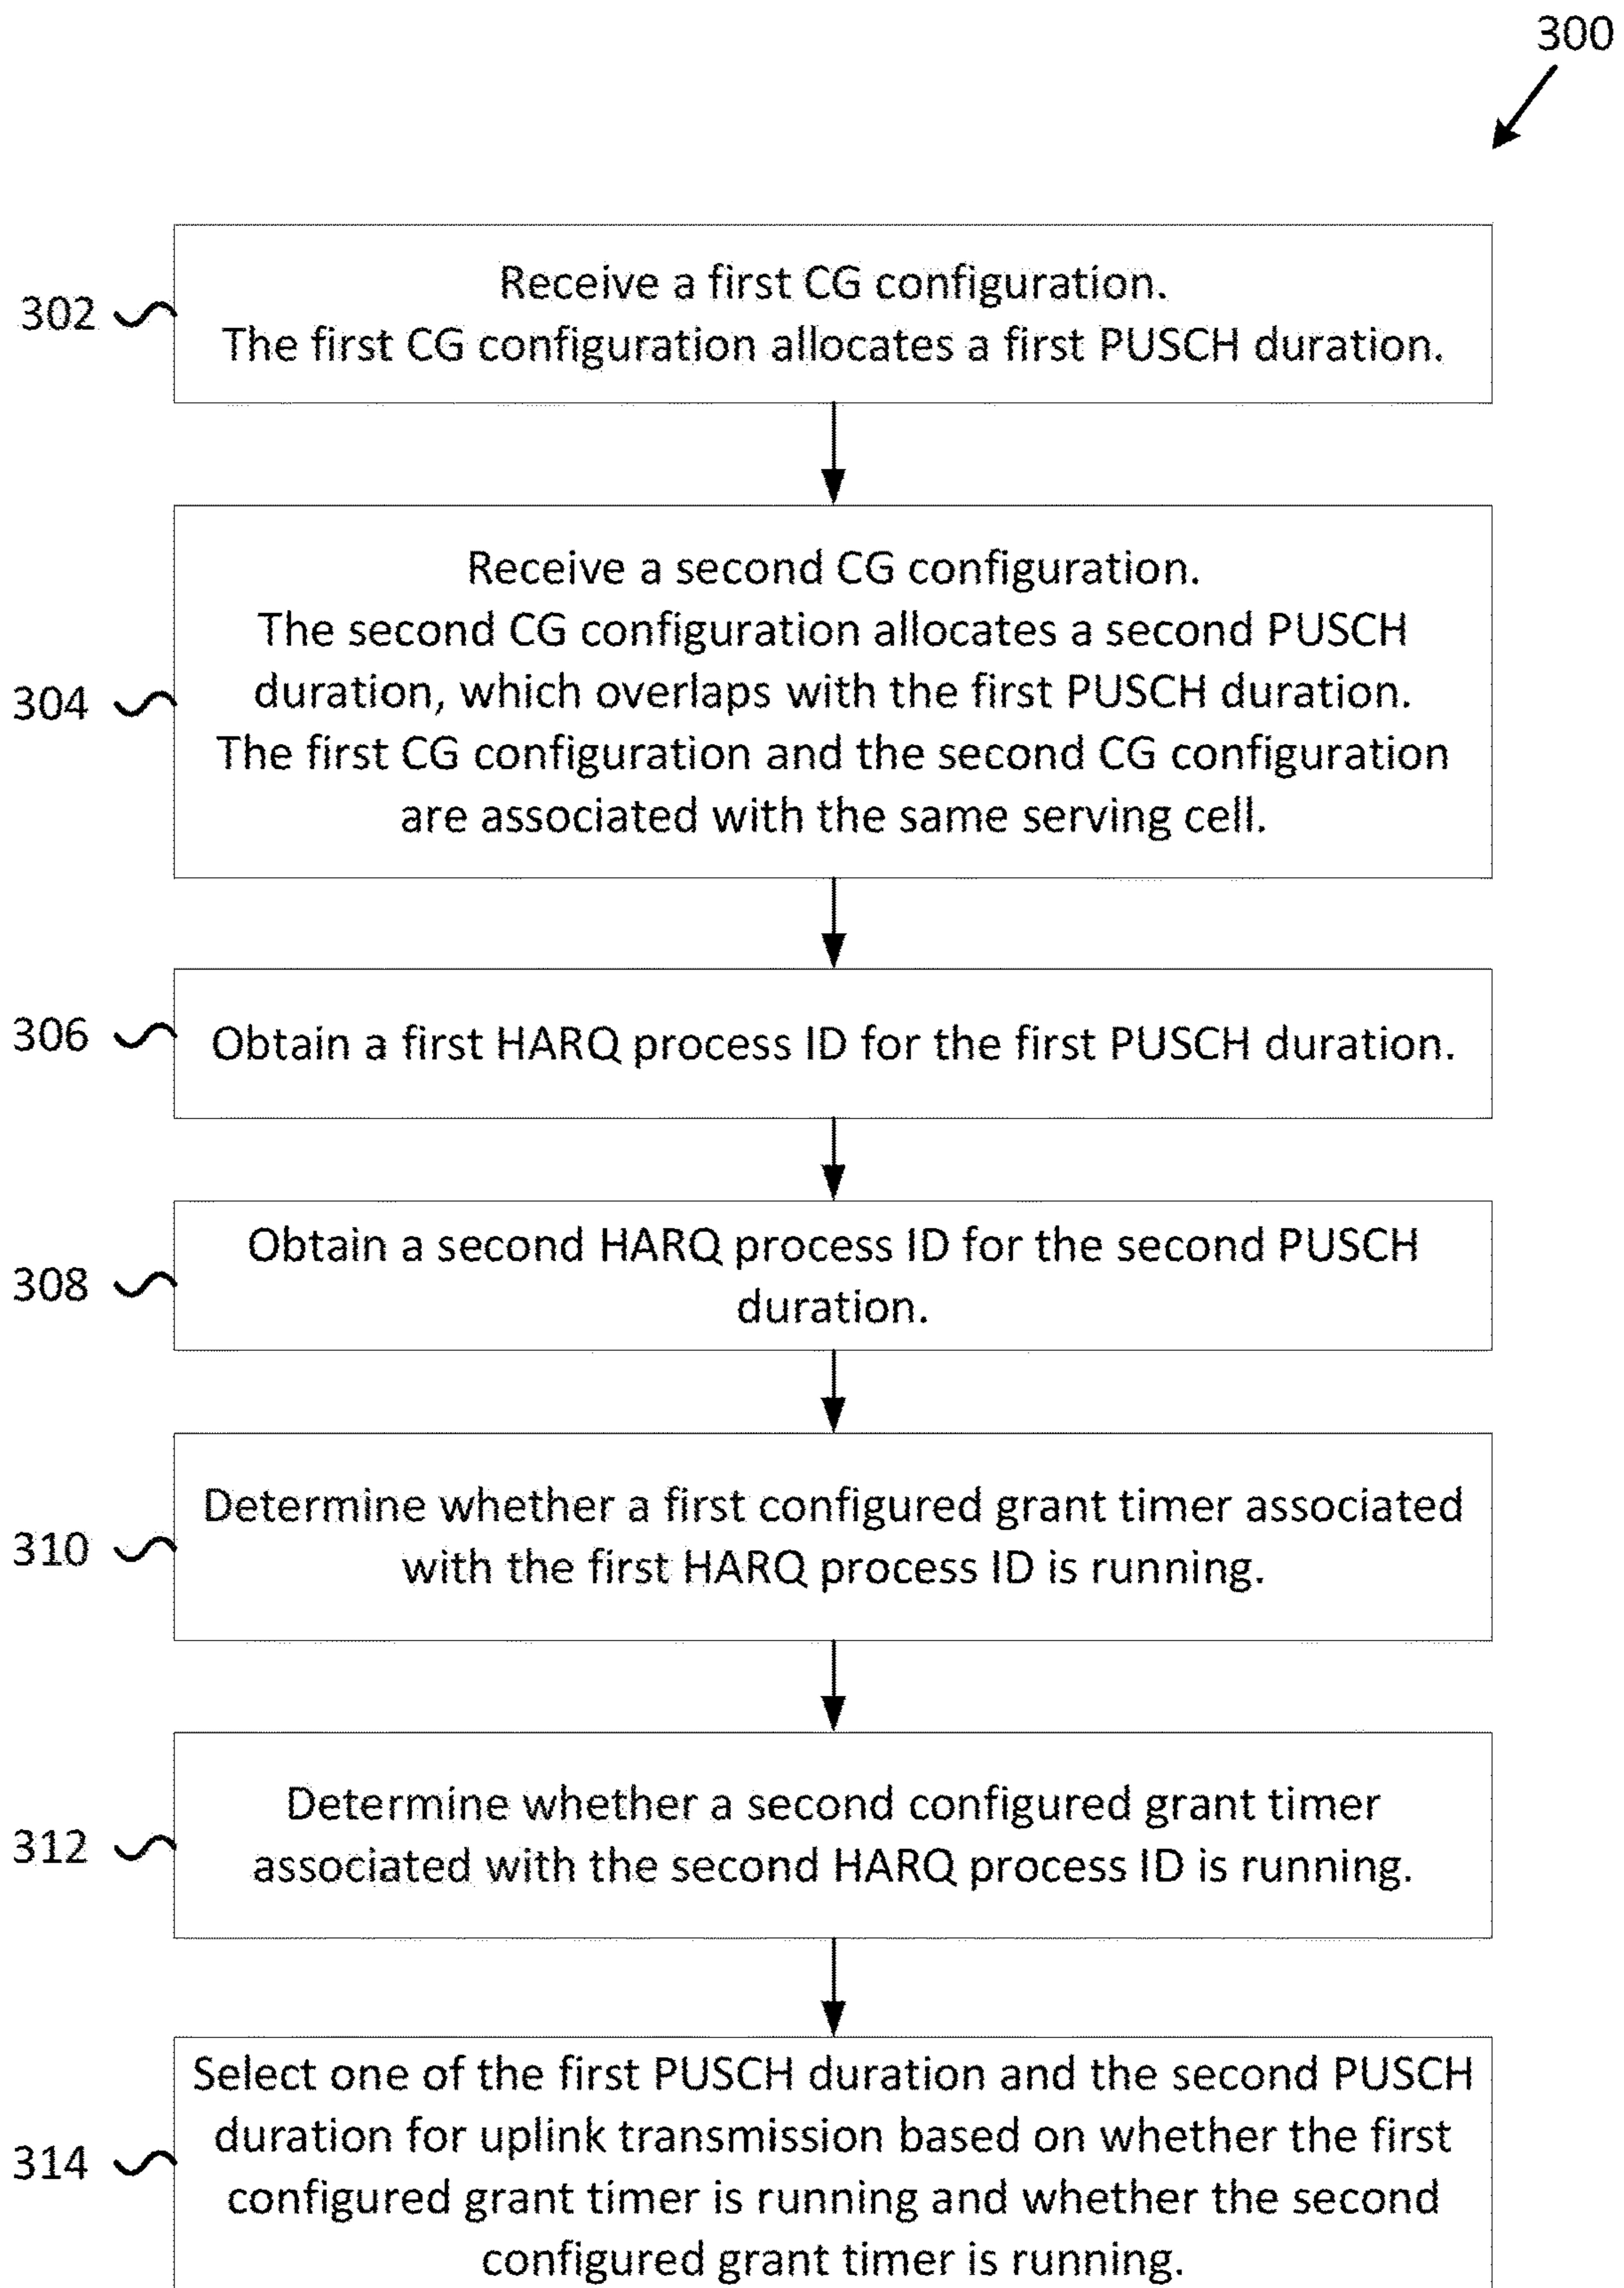 300
302
Receive a first CG configuration.
The first CG configuration allocates a first PUSCH duration.
304
Receive a second CG configuration.
The second CG configuration allocates a second PUSCH
duration, which overlaps with the first PUSCH duration.
The first CG configuration and the second CG configuration
are associated with the same serving cell.
306
Obtain a first HARQ process ID for the first PUSCH duration.
308
Obtain a second HARQ process ID for the second PUSCH
duration.
310
Determine whether a first configured grant timer associated
with the first HARQ process ID is running.
312
Determine whether a second configured grant timer
associated with the second HARQ process ID is running.
314
Select one of the first PUSCH duration and the second PUSCH
duration for uplink transmission based on whether the first
configured grant timer is running and whether the second
configured grant timer is running.